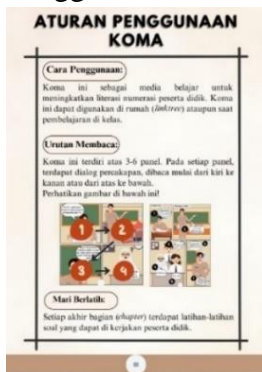 ATURAN PENGGUNAAN
KOMA
Cara Penggunaan:
Koma ini sebagai media belajar untuk
meningkatkan literasi numerasi peserta didik. Koma
ini dapat digunakan di rumah (link/tree) ataupun saat
pembelajaran di kelas.
Urutan Membaca:
Koma ini terdiri atas 3-6 panel. Pada setiap panel,
terdapat dialog percakapan, dibaca mulai dari kiri ke
kanan atau dari atas ke bawah.
Perhatikan gambar di bawah ini!
1 2
3 4
Mari Berlatih:
Setiap akhir bagian (chapter) terdapat latihan-latihan
soal yang dapat di kerjakan peserta didik.